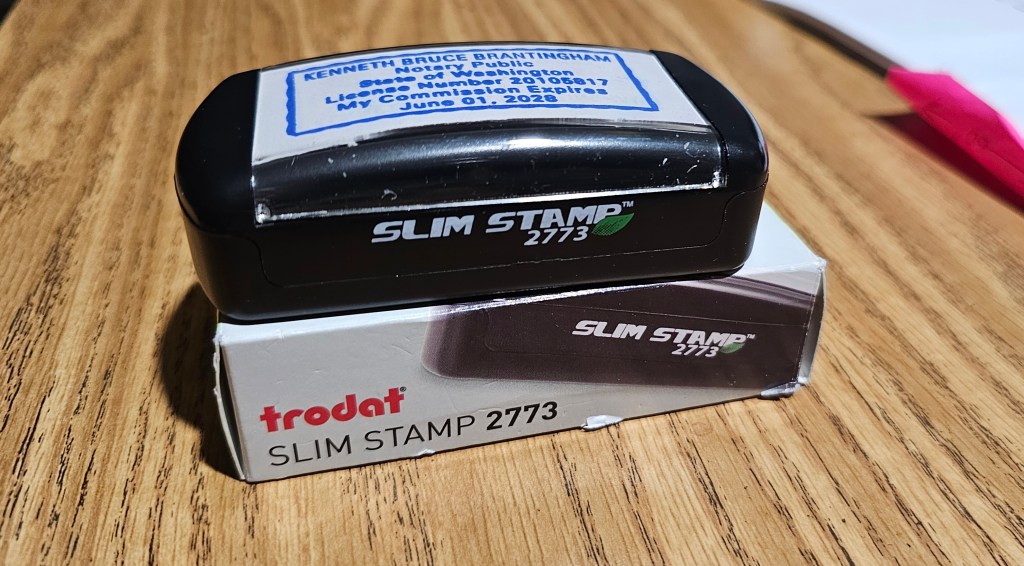 KENNETH BRUCE BRANTINGHAM
Notary Public
State of Washington
License Number 20105817
My Commission Expires
June 01, 2028
SLIM STAMP™
2773
SLIM STAMP™
2773
trodat®
SLIM STAMP 2773